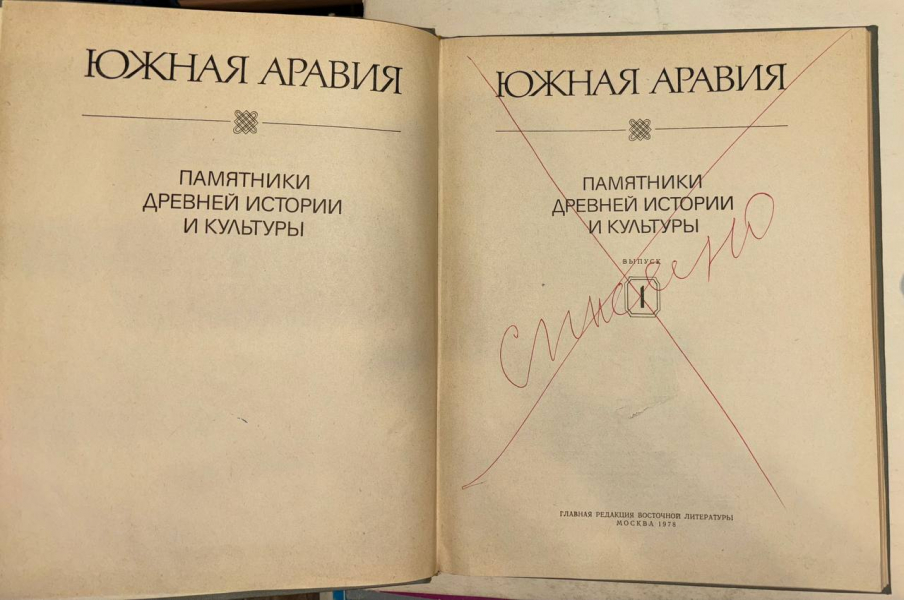 ЮЖНАЯ АРАВИЯ
ПАМЯТНИКИ
ДРЕВНЕЙ ИСТОРИИ
И КУЛЬТУРЫ
ЮЖНАЯ АРАВИЯ
ПАМЯТНИКИ
ДРЕВНЕЙ ИСТОРИИ
И КУЛЬТУРЫ
ВЫПУСК
I
ГЛАВНАЯ РЕДАКЦИЯ ВОСТОЧНОЙ ЛИТЕРАТУРЫ
МОСКВА 1978